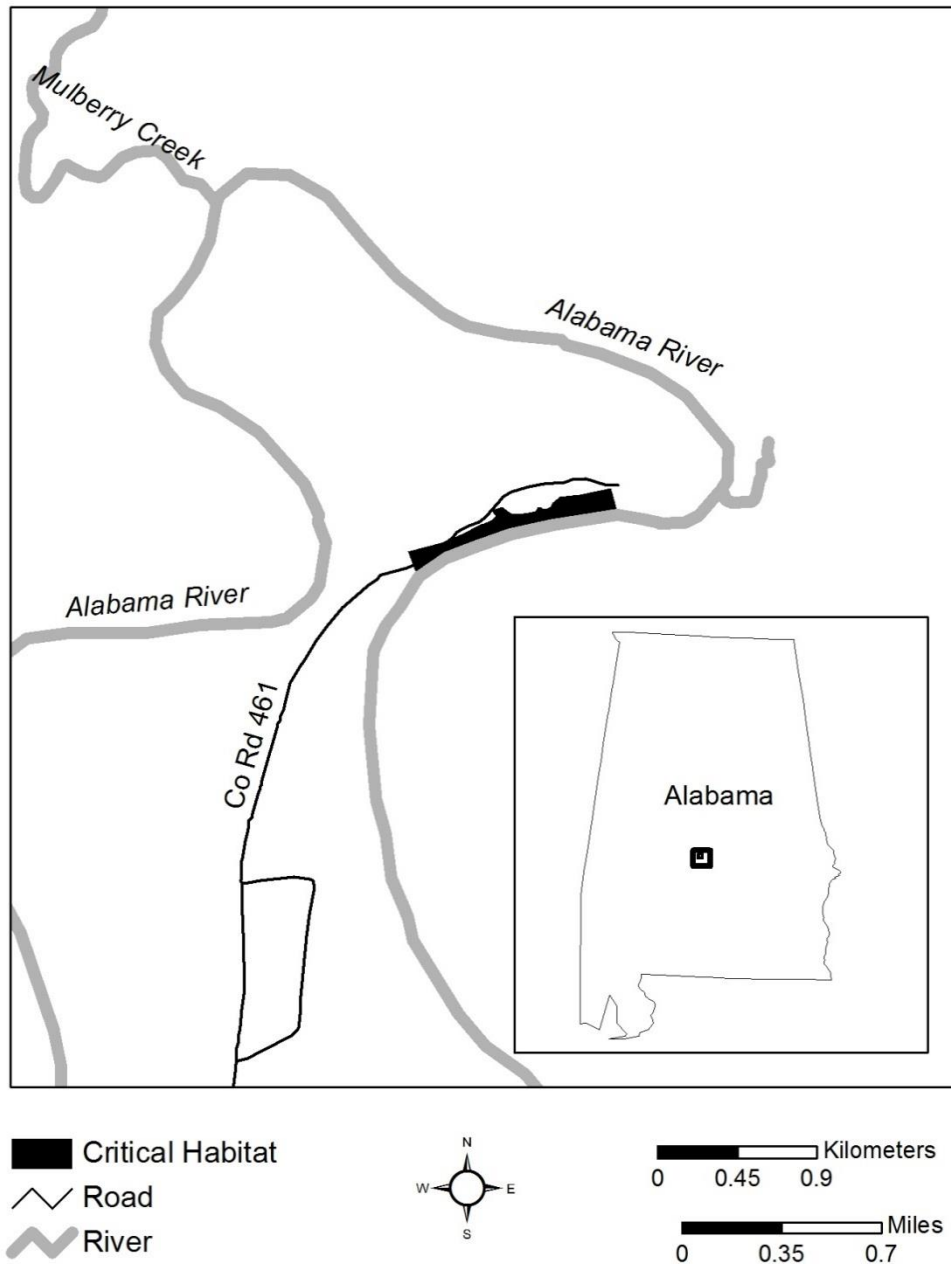 Mulberry Creek
Alabama River
Alabama River
Co Rd 461
Alabama
Critical Habitat
Road
River
N
W E
S
Kilometers
0 0.45 0.9
Miles
0 0.35 0.7